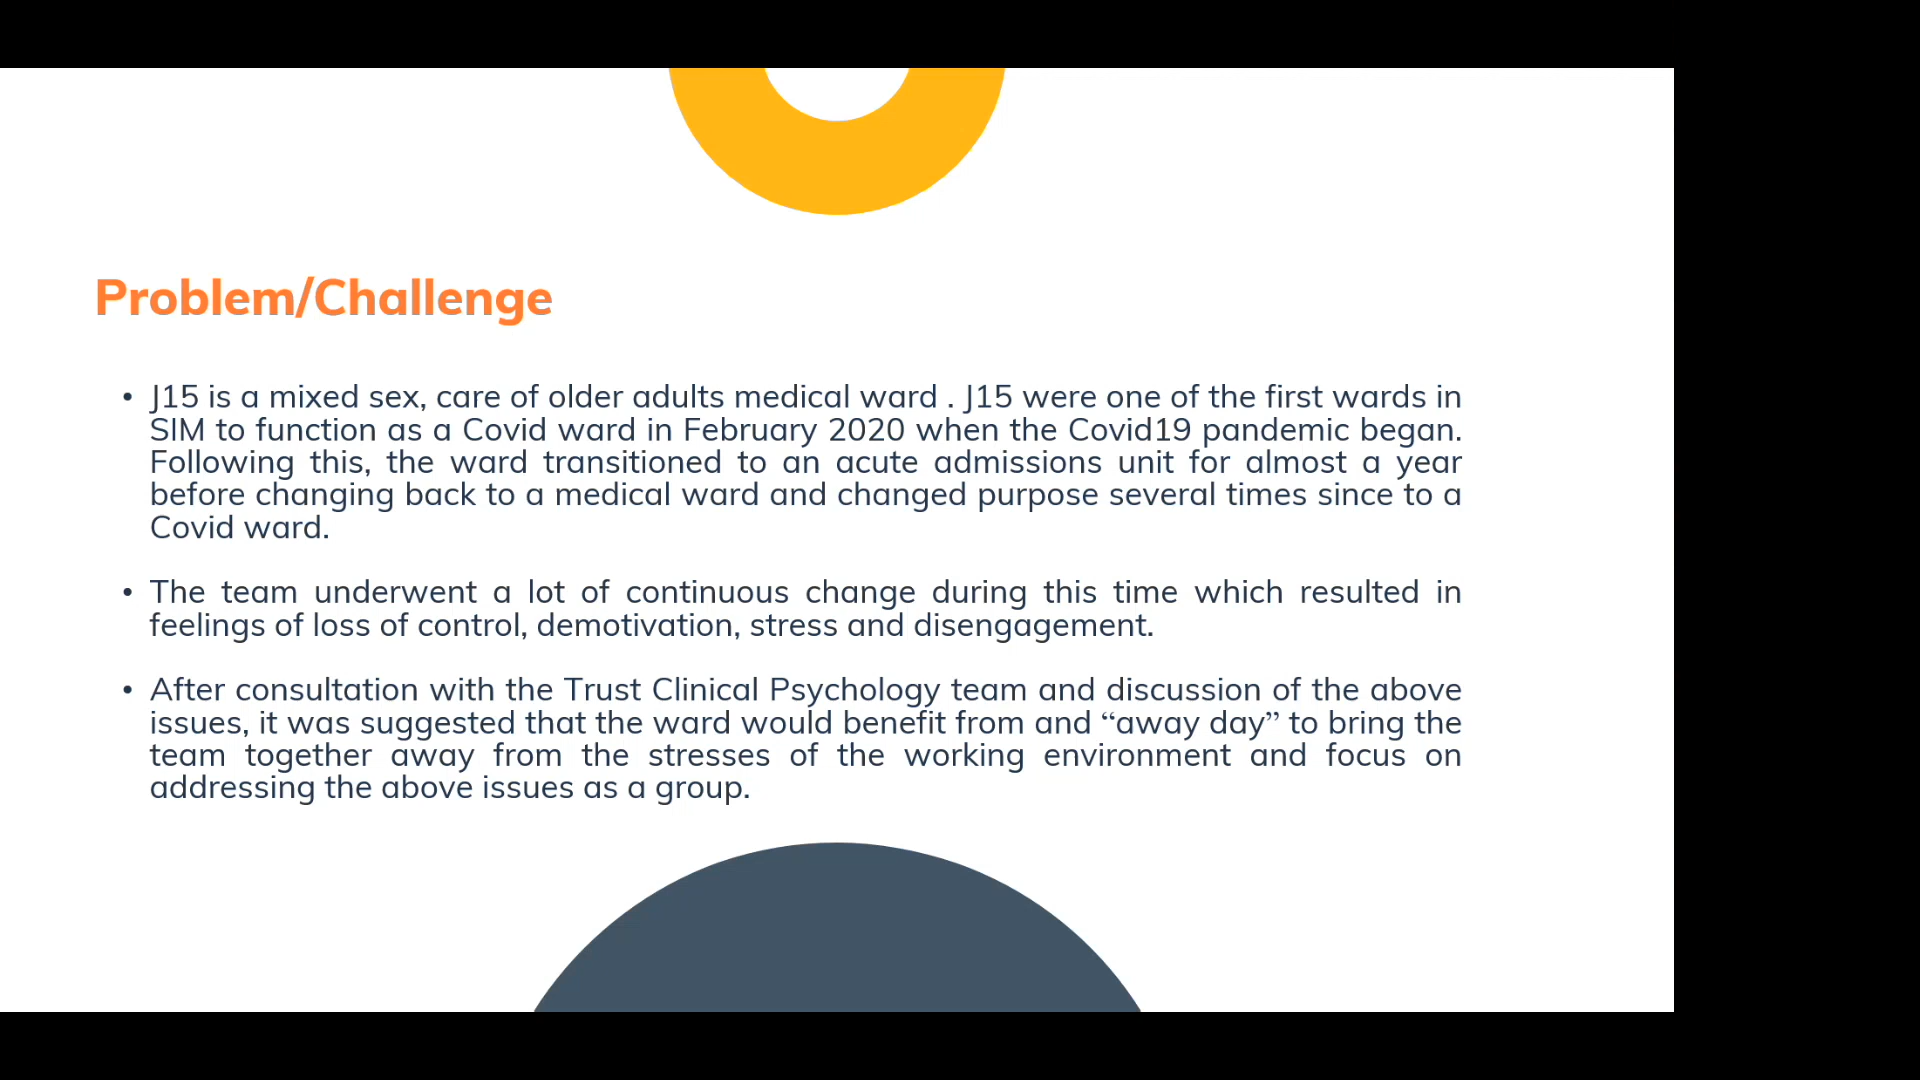 Problem/Challenge
• J15 is a mixed sex, care of older adults medical ward . J15 were one of the first wards in
SIM to function as a Covid ward in February 2020 when the Covid19 pandemic began.
Following this, the ward transitioned to an acute admissions unit for almost a year
before changing back to a medical ward and changed purpose several times since to a
Covid ward.
• The team underwent a lot of continuous change during this time which resulted in
feelings of loss of control, demotivation, stress and disengagement.
• After consultation with the Trust Clinical Psychology team and discussion of the above
issues, it was suggested that the ward would benefit from and “away day” to bring the
team together away from the stresses of the working environment and focus on
addressing the above issues as a group.